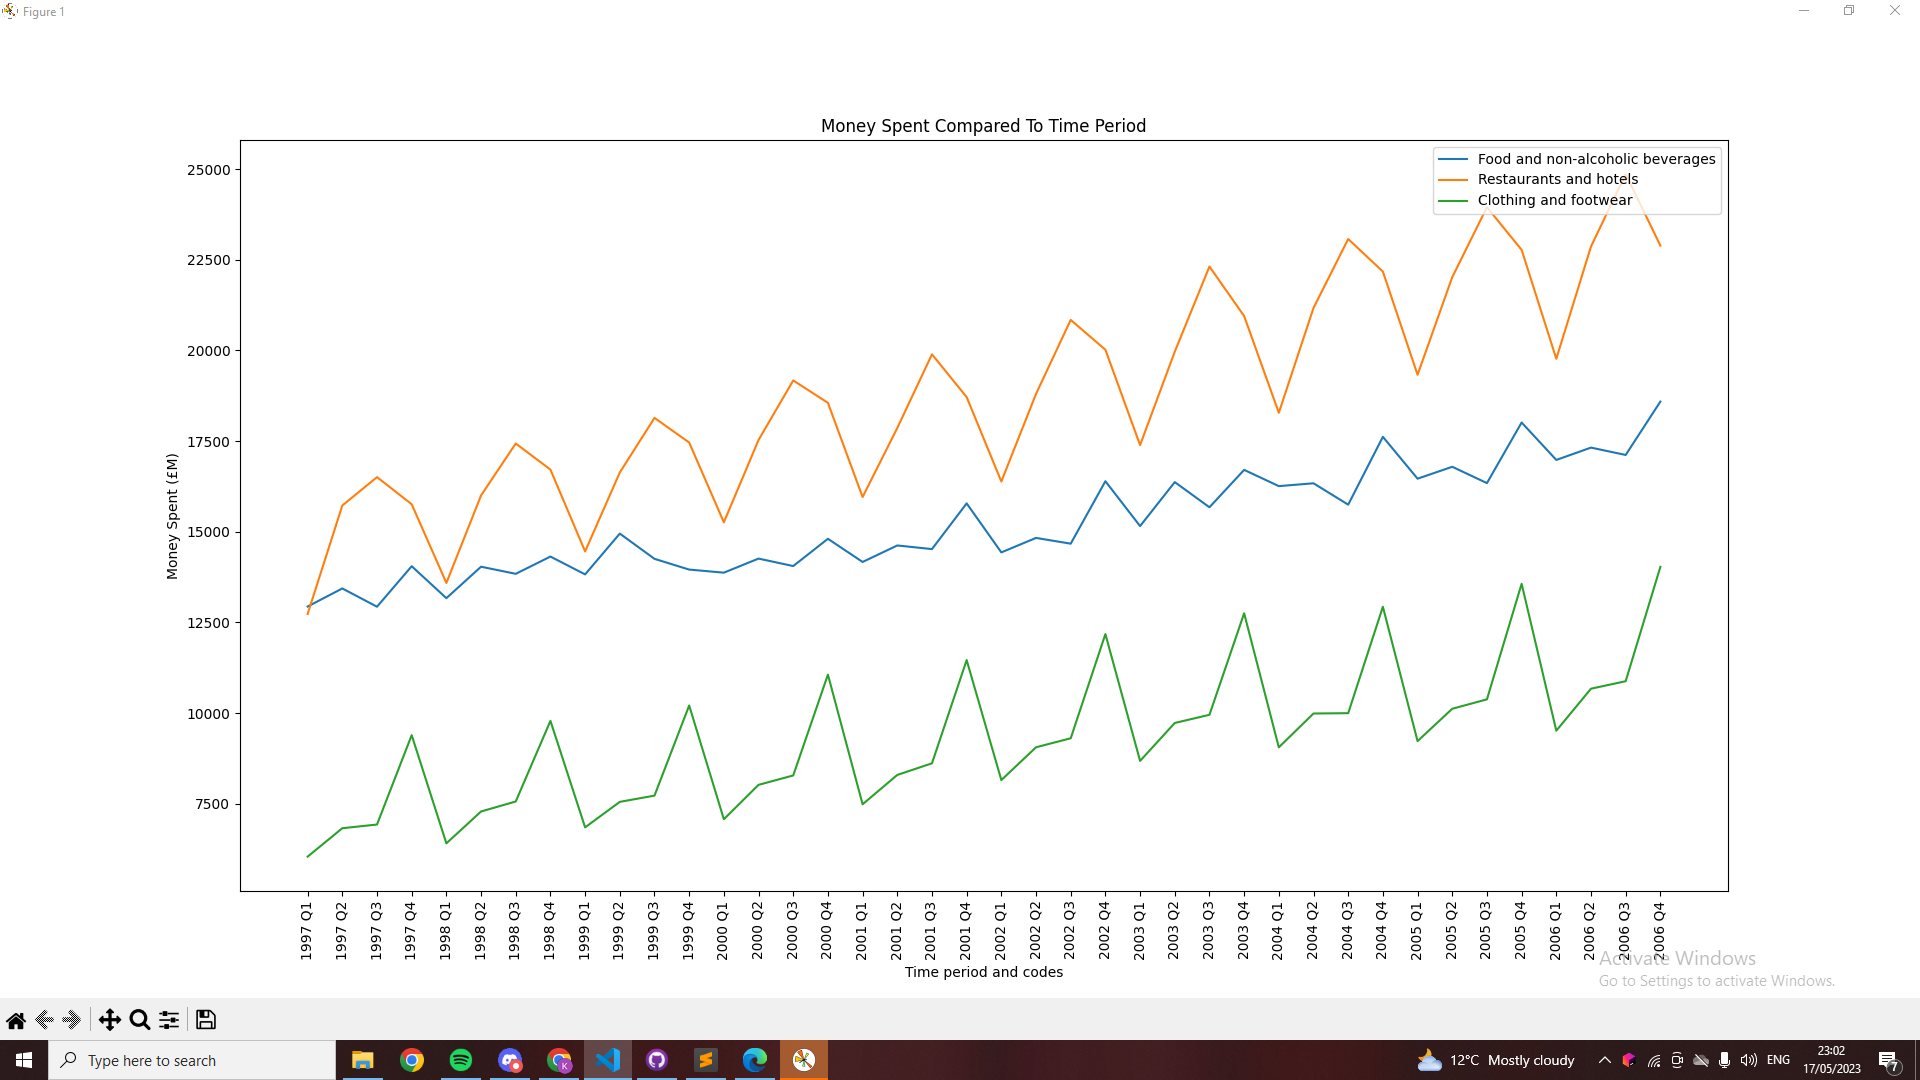 Figure 1
Money Spent Compared To Time Period
Food and non-alcoholic beverages
Restaurants and hotels
Clothing and footwear
25000
22500
20000
17500
15000
12500
10000
7500
Money Spent (£M)
1997 Q1
1997 Q2
1997 Q3
1997 Q4
1998 Q1
1998 Q2
1998 Q3
1998 Q4
1999 Q1
1999 Q2
1999 Q3
1999 Q4
2000 Q1
2000 Q2
2000 Q3
2000 Q4
2001 Q1
2001 Q2
2001 Q3
2001 Q4
2002 Q1
2002 Q2
2002 Q3
2002 Q4
2003 Q1
2003 Q2
2003 Q3
2003 Q4
2004 Q1
2004 Q2
2004 Q3
2004 Q4
2005 Q1
2005 Q2
2005 Q3
2005 Q4
2006 Q1
2006 Q2
2006 Q3
2006 Q4
Time period and codes
Activate Windows
Go to Settings to activate Windows.
Type here to search
K
12°C Mostly cloudy
ENG
23:02
17/05/2023
7